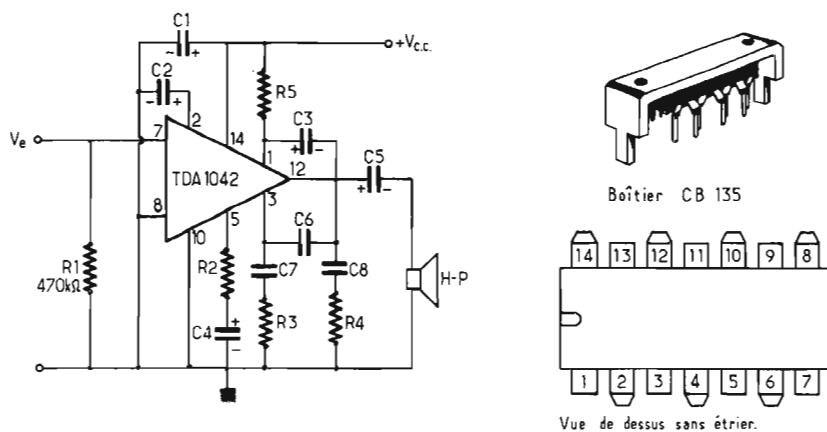 C1
- +
+Vc.c.
C2
- +
2
R5
14
C3
+ -
Ve
7
1
12
C5
+ -
TDA 1042
8
3
5
10
C6
R1
470kΩ
R2
C7
C8
H-P
C4
+
-
R3
R4
Boîtier CB 135
14 13 12 11 10 9 8
1 2 3 4 5 6 7
Vue de dessus sans étrier.